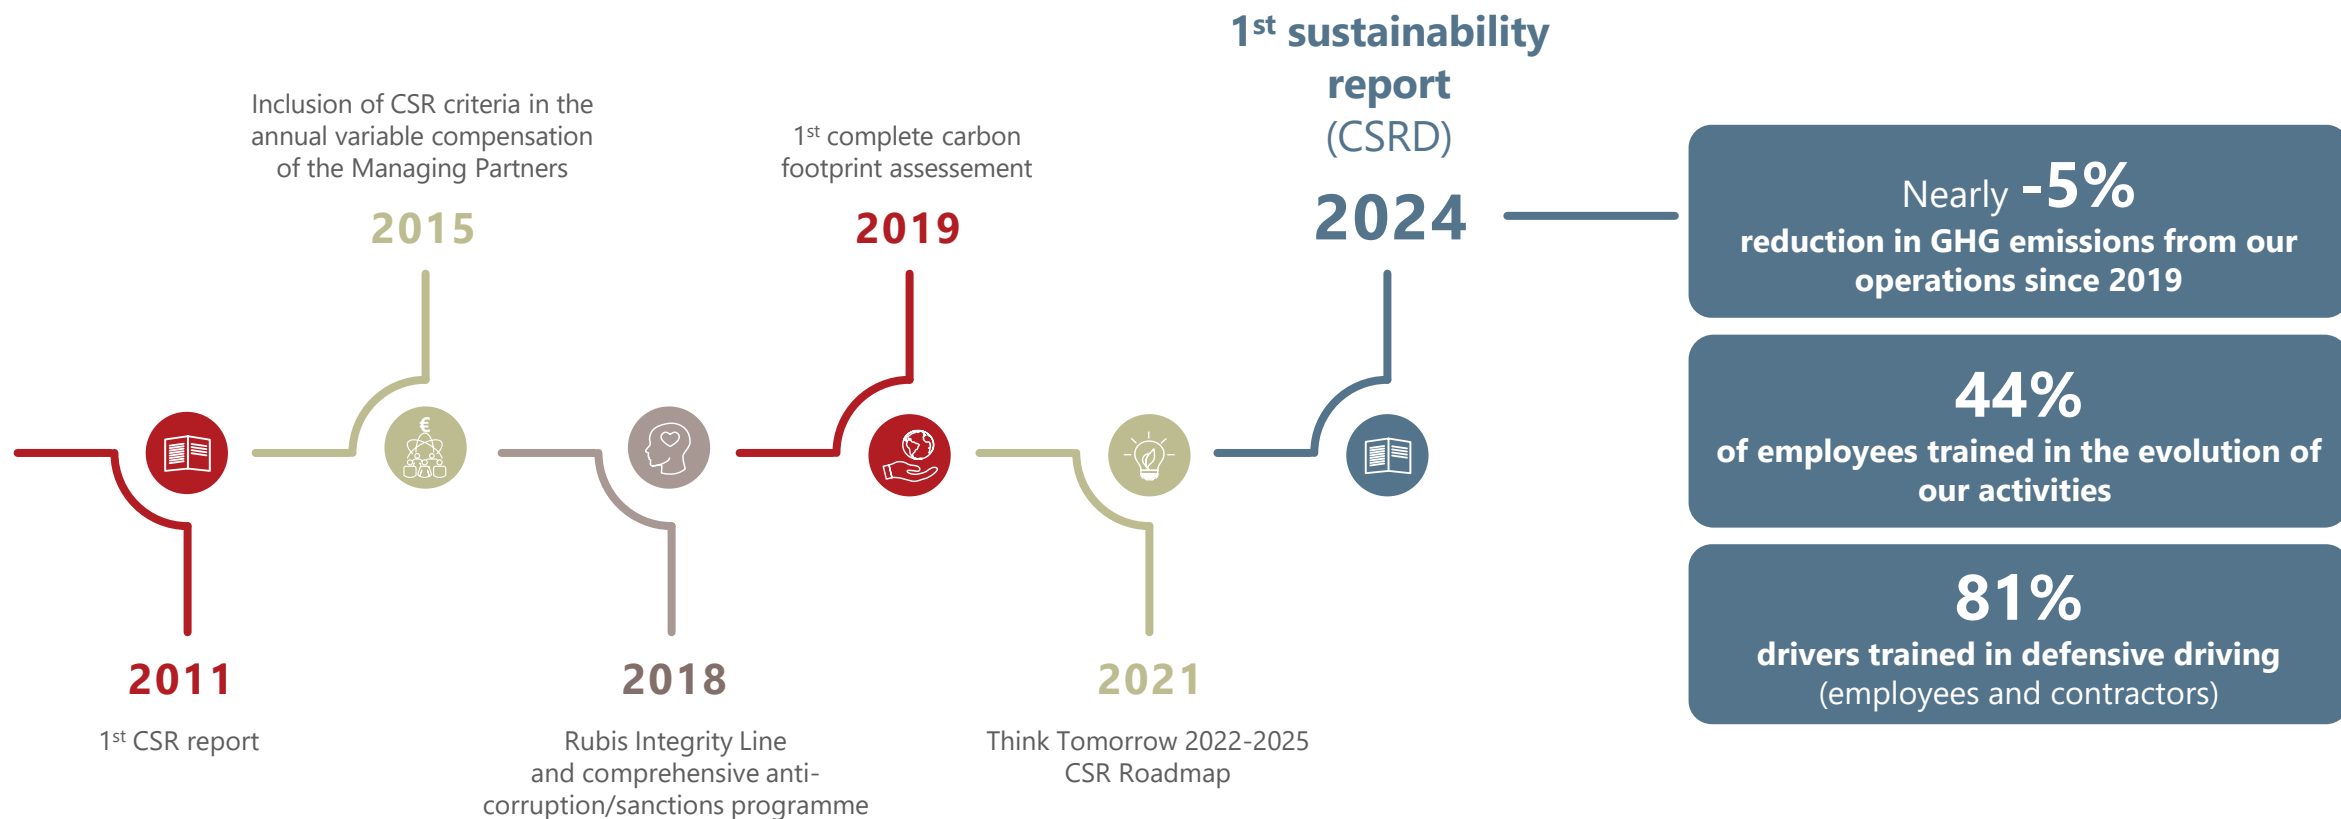 1st CSR report
2011
Inclusion of CSR criteria in the
annual variable compensation
of the Managing Partners
2015
€
2018
Rubis Integrity Line
and comprehensive anti-
corruption/sanctions programme
1st complete carbon
footprint assessement
2019
2021
Think Tomorrow 2022-2025
CSR Roadmap
1st sustainability
report
(CSRD)
2024
Nearly -5%
reduction in GHG emissions from our
operations since 2019
44%
of employees trained in the evolution of
our activities
81%
drivers trained in defensive driving
(employees and contractors)